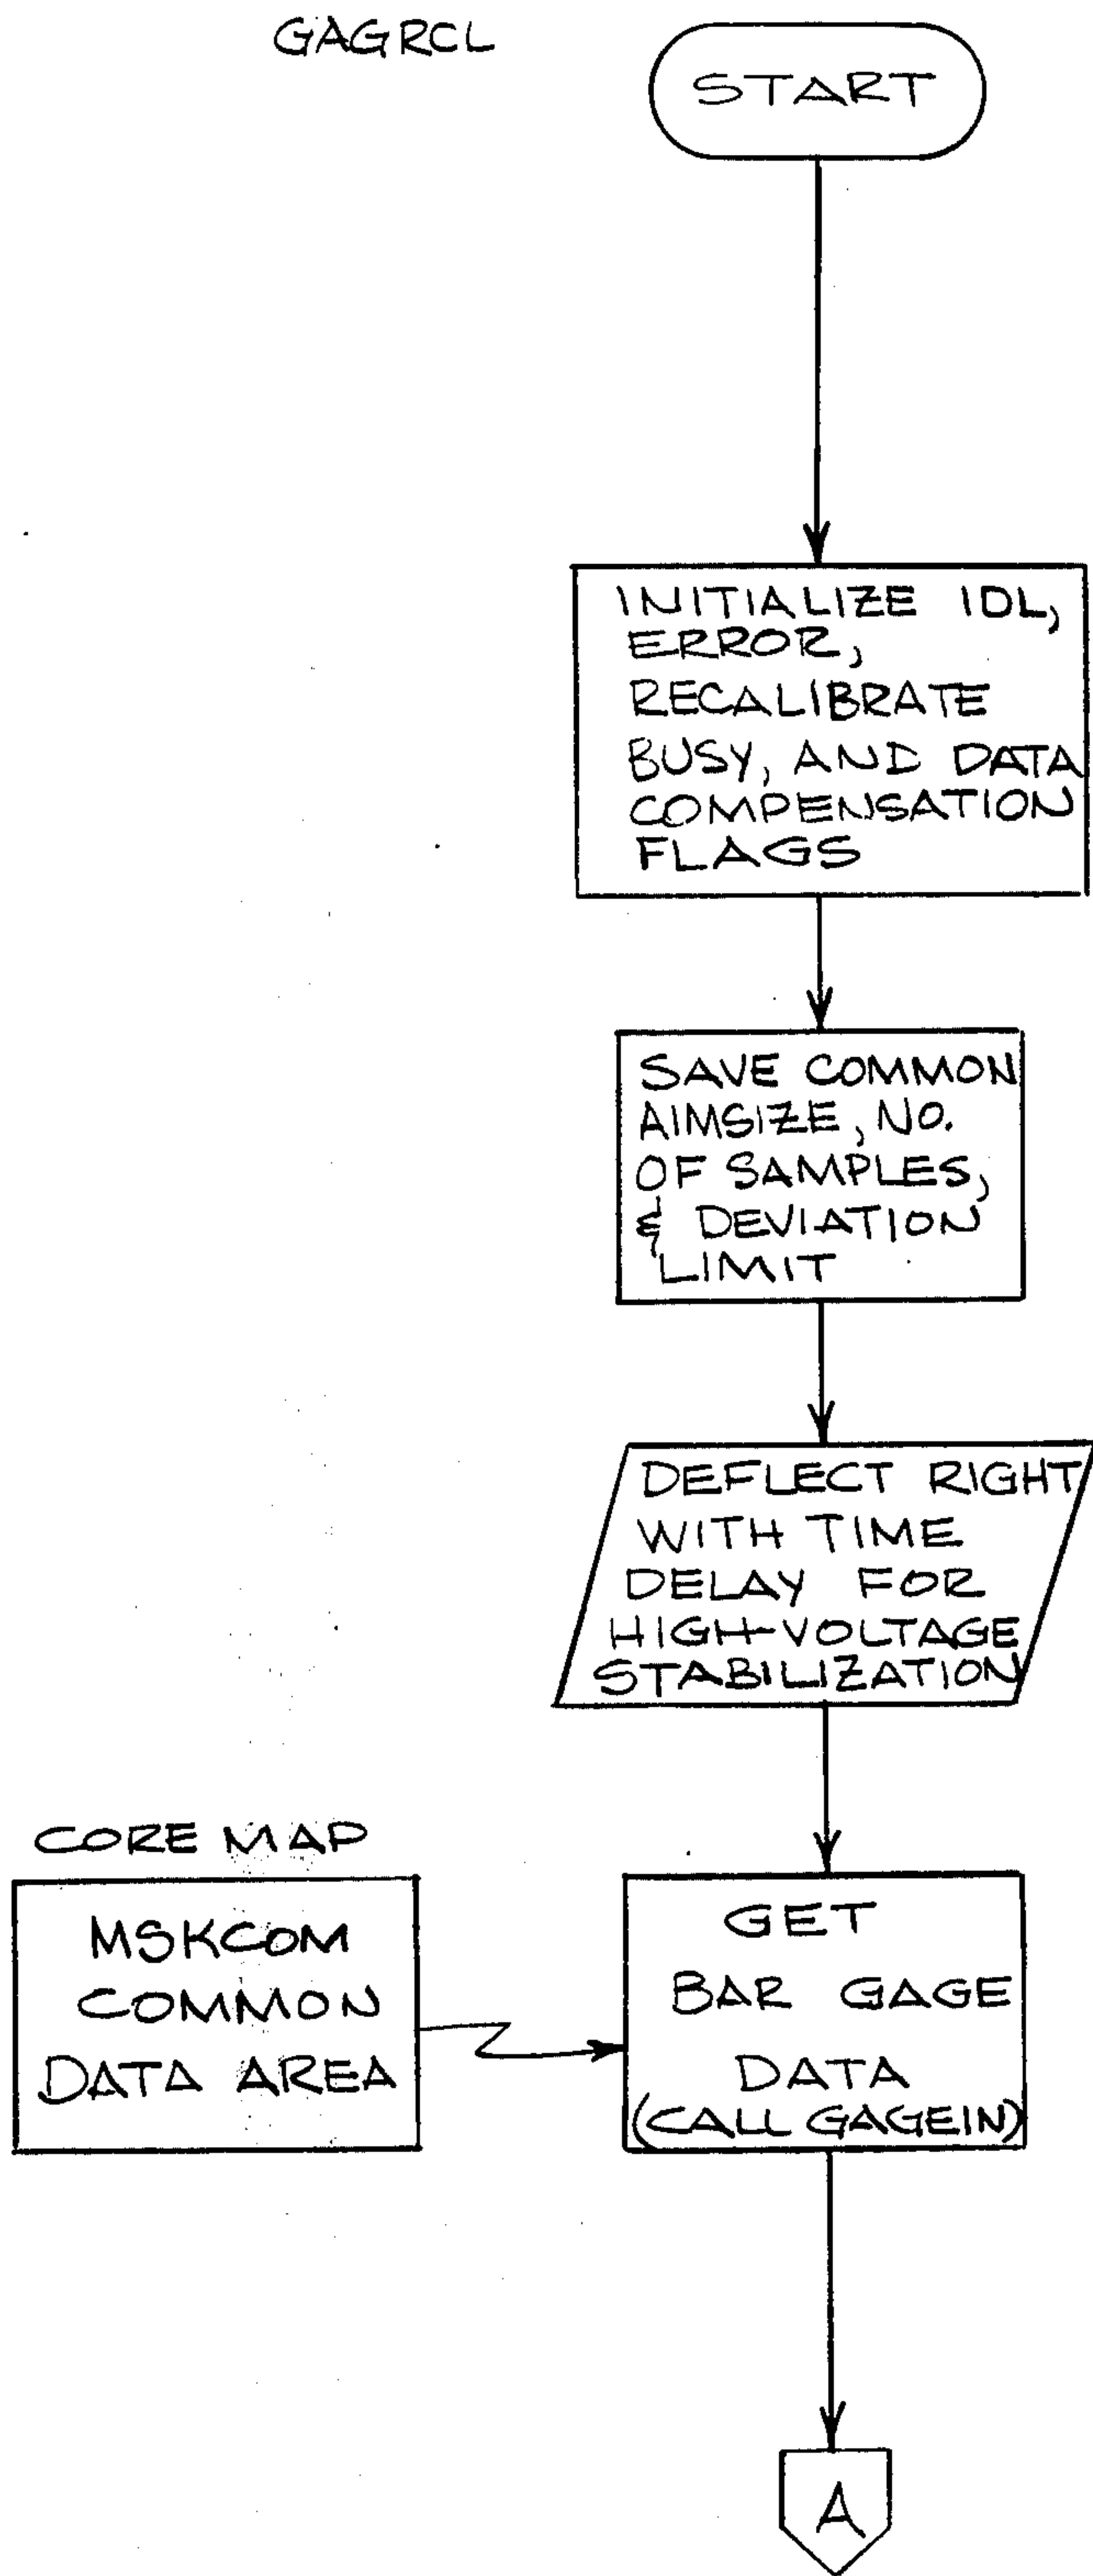 GAGRCL
START
INITIALIZE IDL,
ERROR,
RECALIBRATE
BUSY, AND DATA
COMPENSATION
FLAGS
SAVE COMMON
AIMSIZE, NO.
OF SAMPLES,
& DEVIATION
LIMIT
DEFLECT RIGHT
WITH TIME
DELAY FOR
HIGH-VOLTAGE
STABILIZATION
CORE MAP
MSKCOM
COMMON
DATA AREA
GET
BAR GAGE
DATA
(CALL GAGEIN)
A